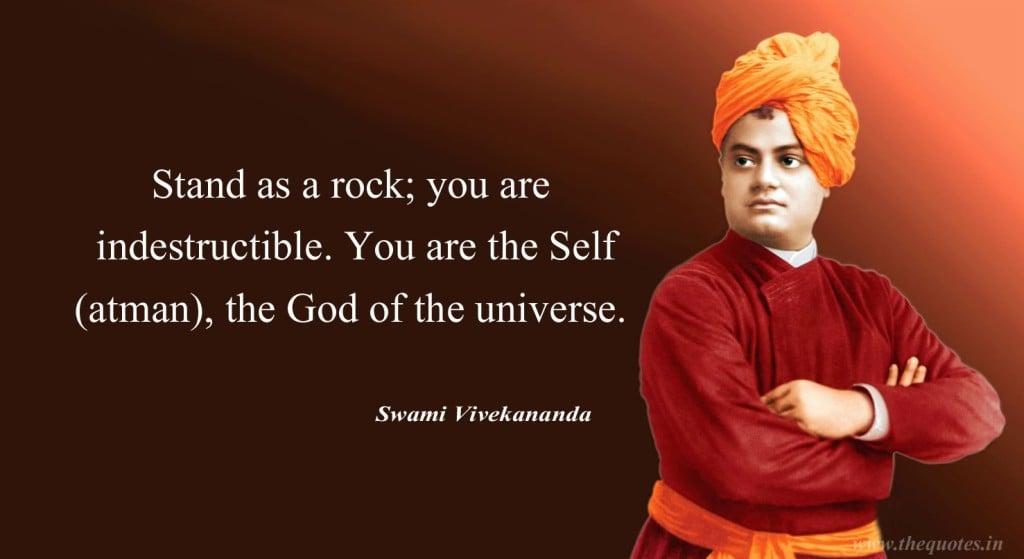 Stand as a rock; you are
indestructible. You are the Self
(atman), the God of the universe.
Swami Vivekananda
www.thequotes.in